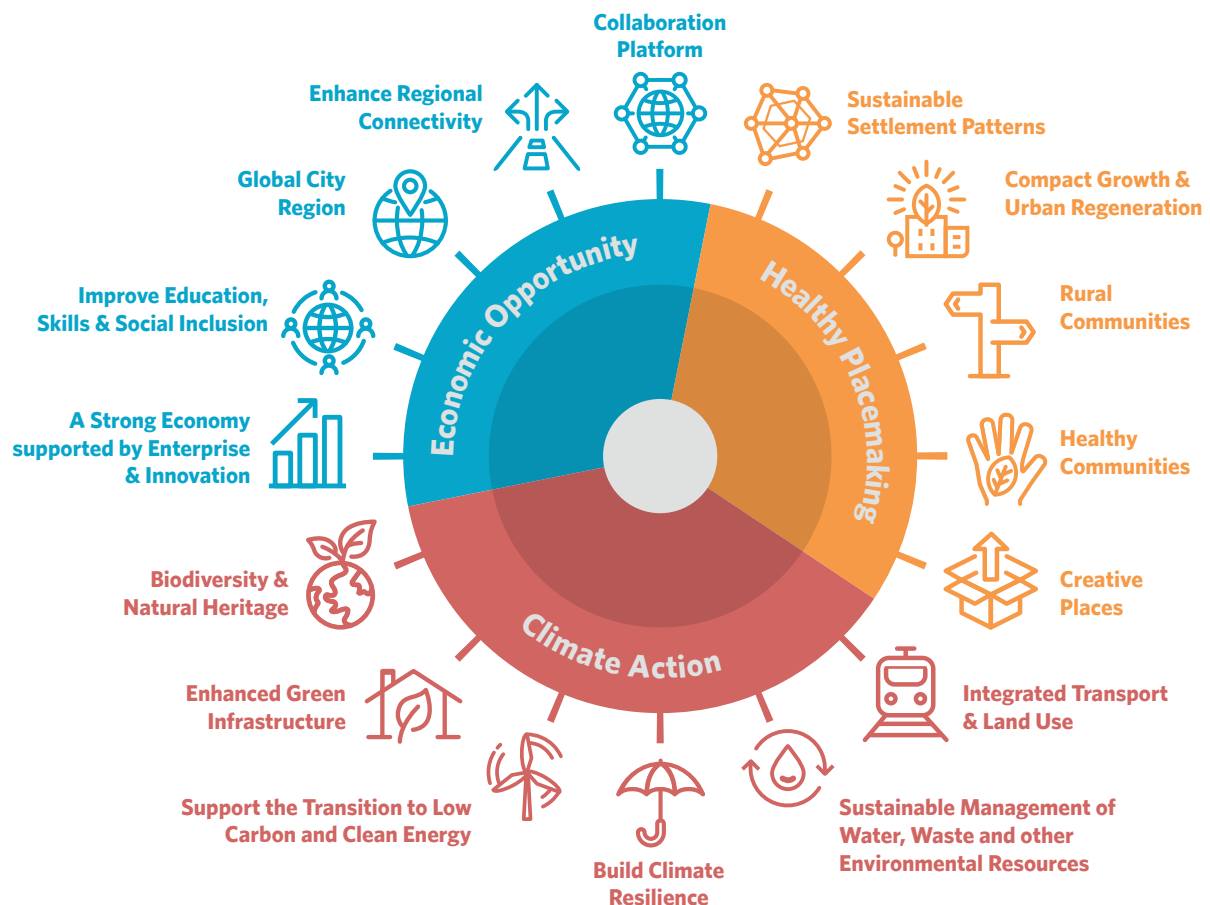 Collaboration
Platform
Enhance Regional
Connectivity
Sustainable
Settlement Patterns
Global City
Region
Compact Growth &
Urban Regeneration
Improve Education,
Skills & Social Inclusion
Rural
Communities
A Strong Economy
supported by Enterprise
& Innovation
Healthy
Communities
Biodiversity &
Natural Heritage
Creative
Places
Enhanced Green
Infrastructure
Integrated Transport
& Land Use
Support the Transition to Low
Carbon and Clean Energy
Build Climate
Resilience
Sustainable Management of
Water, Waste and other
Environmental Resources
Economic Opportunity
Healthy Placemaking
Climate Action